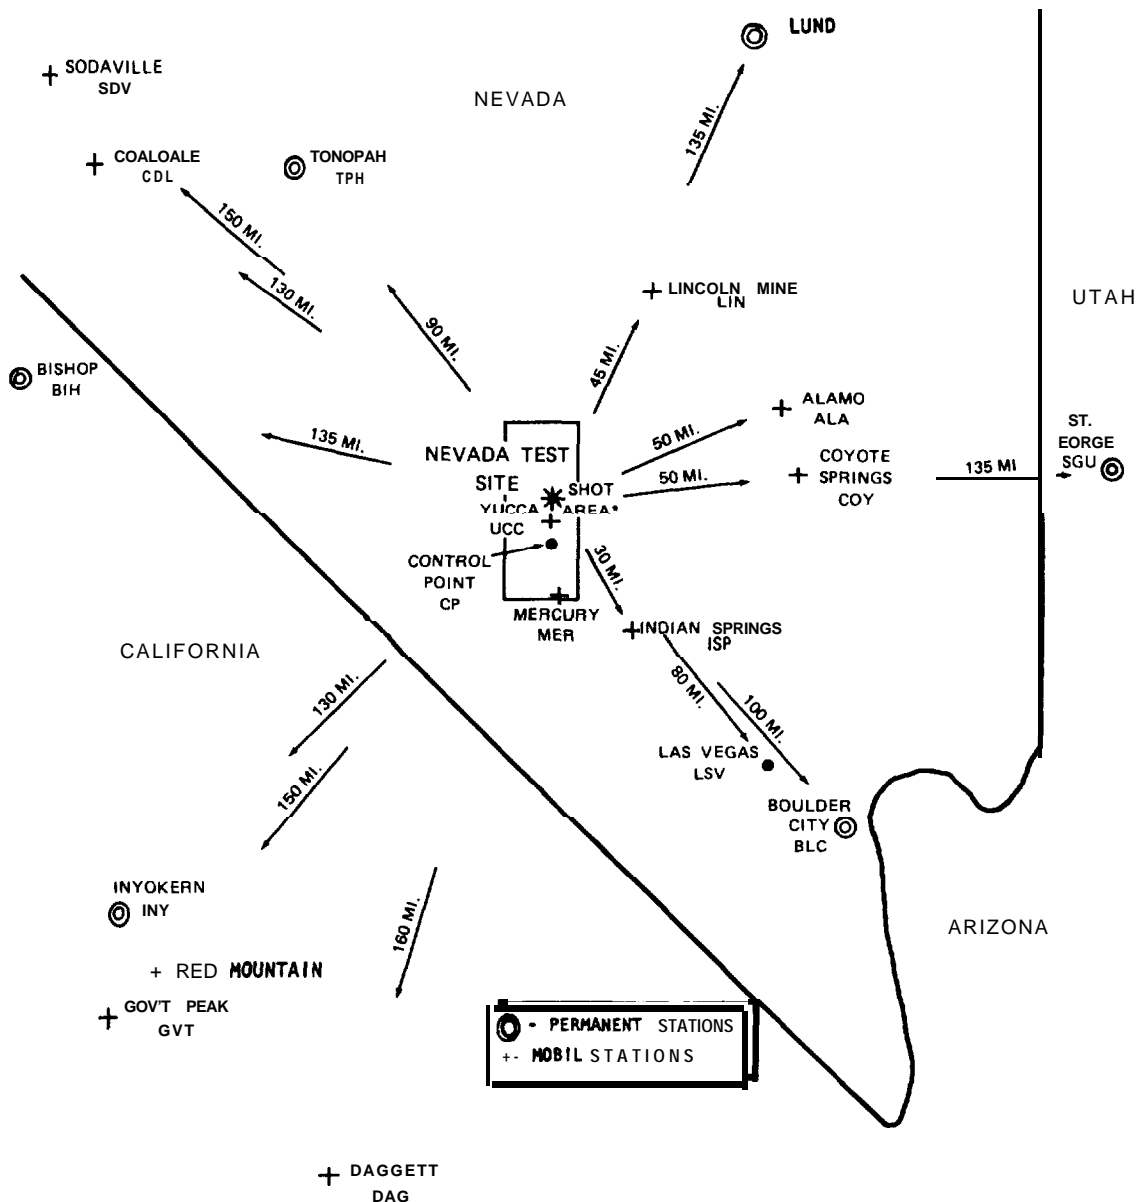 LUND
SODAVILLE
SDV
NEVADA
135 MI.
COALOALE
CDL
TONOPAH
TPH
150 MI.
130 MI.
90 MI.
LINCOLN MINE
LIN
UTAH
45 MI.
BISHOP
BIH
ALAMO
ALA
135 MI.
50 MI.
NEVADA TEST
SITE
COYOTE
SPRINGS
COY
50 MI.
135 MI
ST.
EORGE
SGU
SHOT
YUCCA AREA*
UCC
CONTROL
POINT
CP
30 MI.
MERCURY
MER
INDIAN SPRINGS
ISP
CALIFORNIA
80 MI.
100 MI.
130 MI.
LAS VEGAS
LSV
150 MI.
BOULDER
CITY
BLC
INYOKERN
INY
160 MI.
ARIZONA
+ RED MOUNTAIN
GOV'T PEAK
GVT
- PERMANENT STATIONS
+- MOBIL STATIONS
DAGGETT
DAG